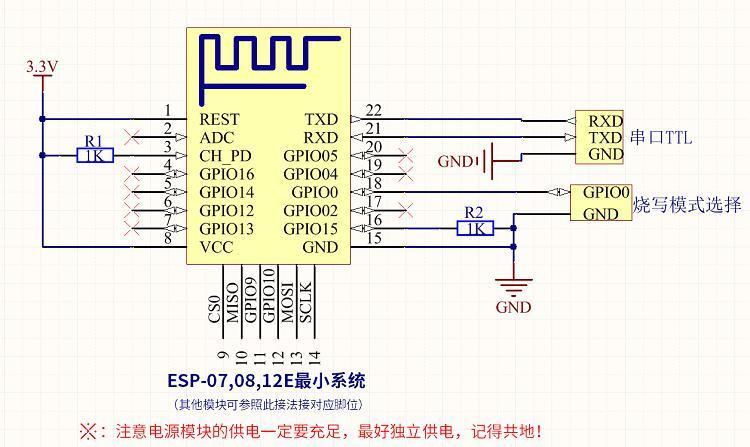 3.3V
1 REST TXD 22
2 ADC RXD 21
3 CH_PD GPIO05 20
4 GPIO16 GPIO04 19
5 GPIO14 GPIO0 18
6 GPIO12 GPIO02 17
7 GPIO13 GPIO15 16
8 VCC GND 15
R1
1K
R2
1K
RXD
TXD
GND
串口TTL
GND
GPIO0
GND
烧写模式选择
GND
CS0 MISO GPIO9 GPIO10 MOSI SCLK
9 10 11 12 13 14
ESP-07,08,12E最小系统
（其他模块可参照此接法接对应脚位）
※：注意电源模块的供电一定要充足，最好独立供电，记得共地！